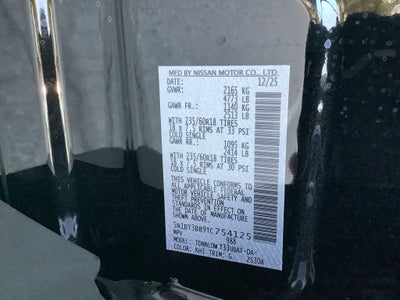 MFD BY NISSAN MOTOR CO., LTD.
DATE: 12/25
GVWR: 2165 KG
4773 LB
GAWR FR.: 1140 KG
2513 LB
WITH 235/60R18 TIRES
18 x 7.5 RIMS AT 33 PSI
COLD SINGLE
GAWR RR.: 1095 KG
2414 LB
WITH 235/60R18 TIRES
18 x 7.5 RIMS AT 30 PSI
COLD SINGLE
THIS VEHICLE CONFORMS TO
ALL APPLICABLE FEDERAL
MOTOR VEHICLE SAFETY AND
THEFT PREVENTION
STANDARDS IN EFFECT ON
THE DATE OF MANUFACTURE
SHOWN ABOVE.
MPV 988
MODEL:
COLOR: KH3 TRIM: G